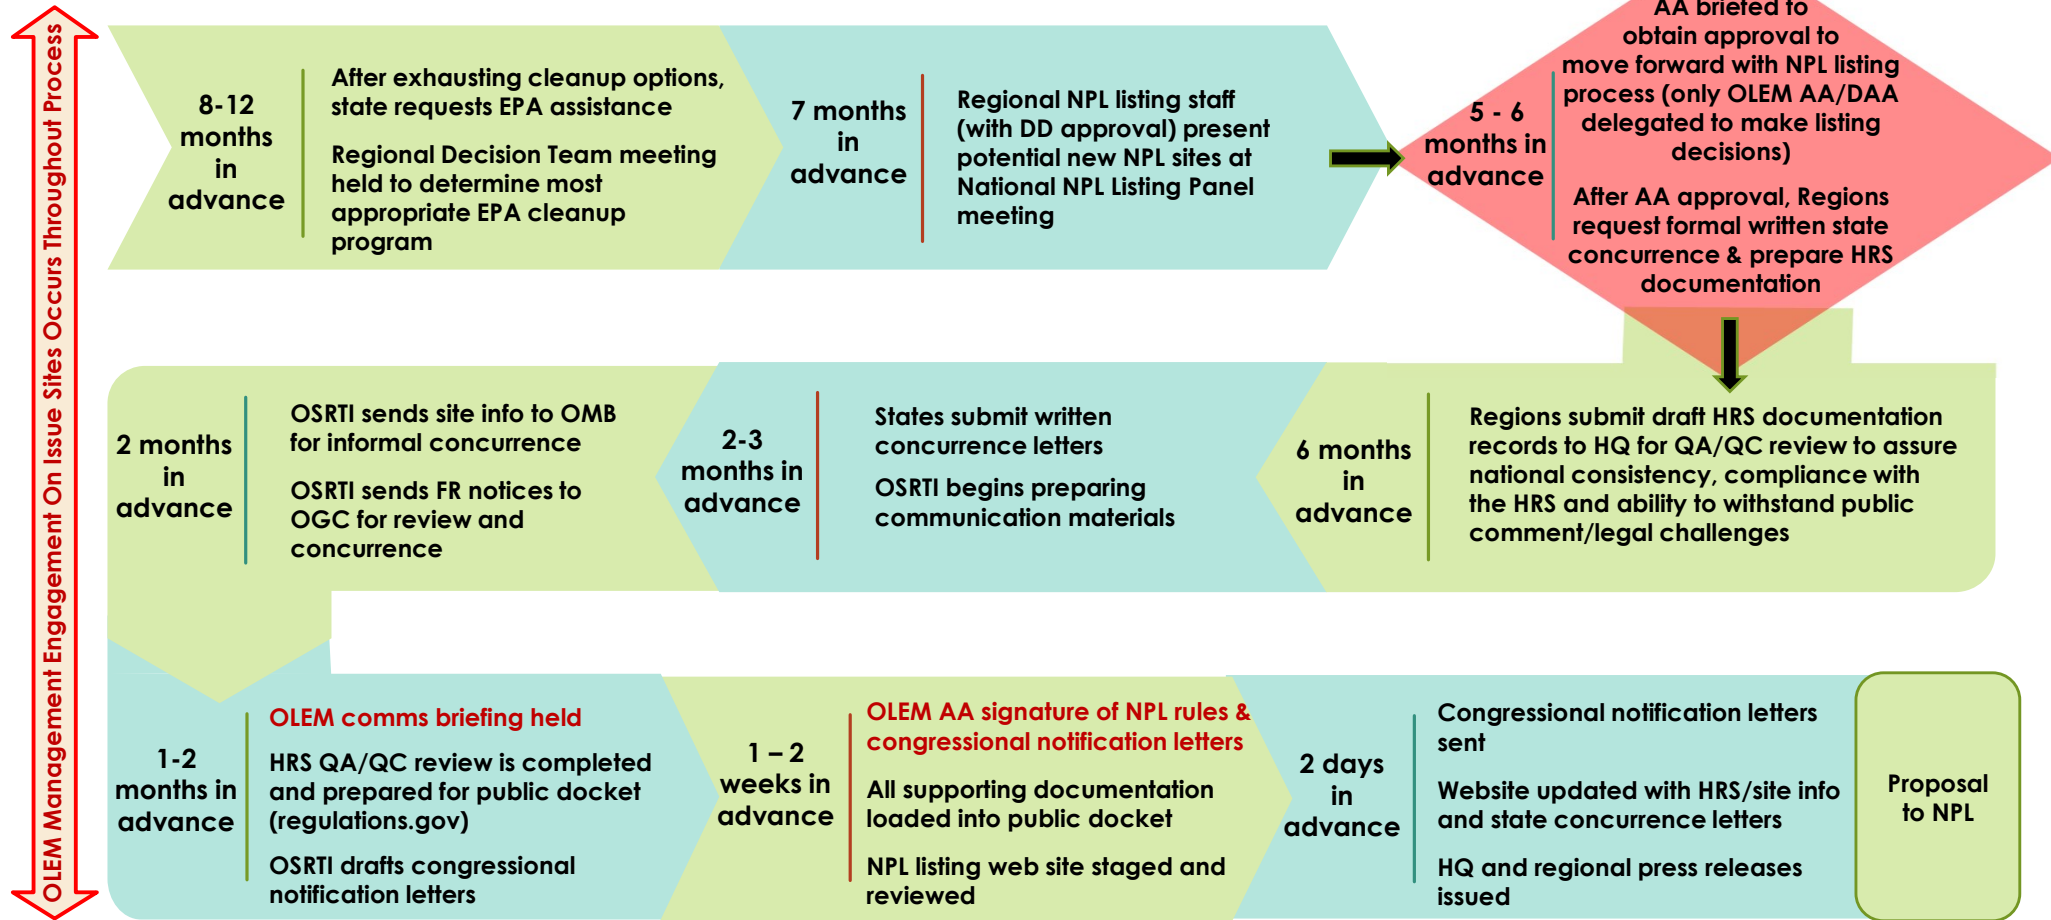 OLEM Management Engagement On Issue Sites Occurs Throughout Process
8-12
months
in
advance
After exhausting cleanup options,
state requests EPA assistance
Regional Decision Team meeting
held to determine most
appropriate EPA cleanup
program
7 months
in
advance
Regional NPL listing staff
(with DD approval) present
potential new NPL sites at
National NPL Listing Panel
meeting
5 - 6
months in
advance
AA briefed to
obtain approval to
move forward with NPL listing
process (only OLEM AA/DAA
delegated to make listing
decisions)
After AA approval, Regions
request formal written state
concurrence & prepare HRS
documentation
6 months
in
advance
Regions submit draft HRS documentation
records to HQ for QA/QC review to assure
national consistency, compliance with
the HRS and ability to withstand public
comment/legal challenges
2-3
months in
advance
States submit written
concurrence letters
OSRTI begins preparing
communication materials
2 months
in
advance
OSRTI sends site info to OMB
for informal concurrence
OSRTI sends FR notices to
OGC for review and
concurrence
1-2
months in
advance
OLEM comms briefing held
HRS QA/QC review is completed
and prepared for public docket
(regulations.gov)
OSRTI drafts congressional
notification letters
1 – 2
weeks in
advance
OLEM AA signature of NPL rules &
congressional notification letters
All supporting documentation
loaded into public docket
NPL listing web site staged and
reviewed
2 days
in
advance
Congressional notification letters
sent
Website updated with HRS/site info
and state concurrence letters
HQ and regional press releases
issued
Proposal
to NPL